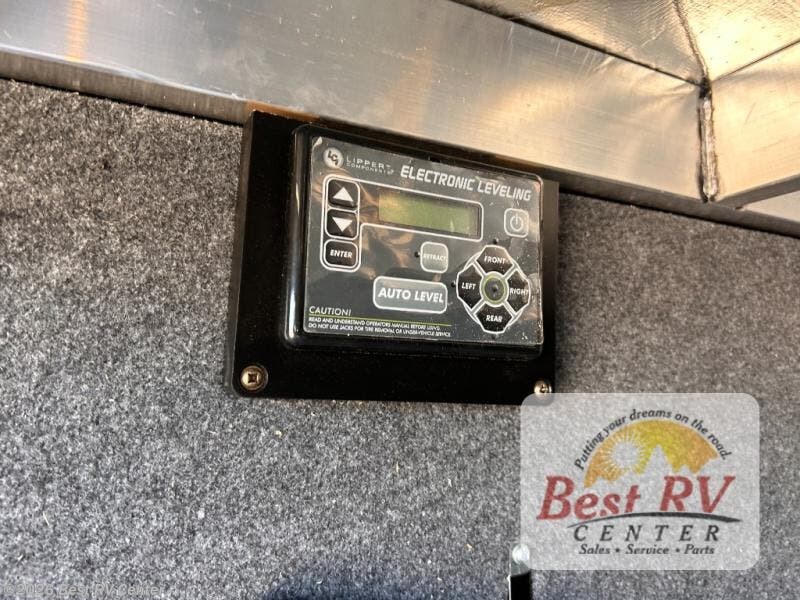 LCI LIPPERT COMPONENTS ELECTRONIC LEVELING
ENTER
RETRACT
AUTO LEVEL
FRONT
LEFT
RIGHT
REAR
CAUTION!
READ AND UNDERSTAND OPERATORS MANUAL BEFORE USING.
DO NOT USE JACKS FOR TIRE REMOVAL OR UNDER-VEHICLE SERVICE.
Putting your dreams on the road.
Best RV
CENTER
Sales • Service • Parts
©2026 Best RV Center